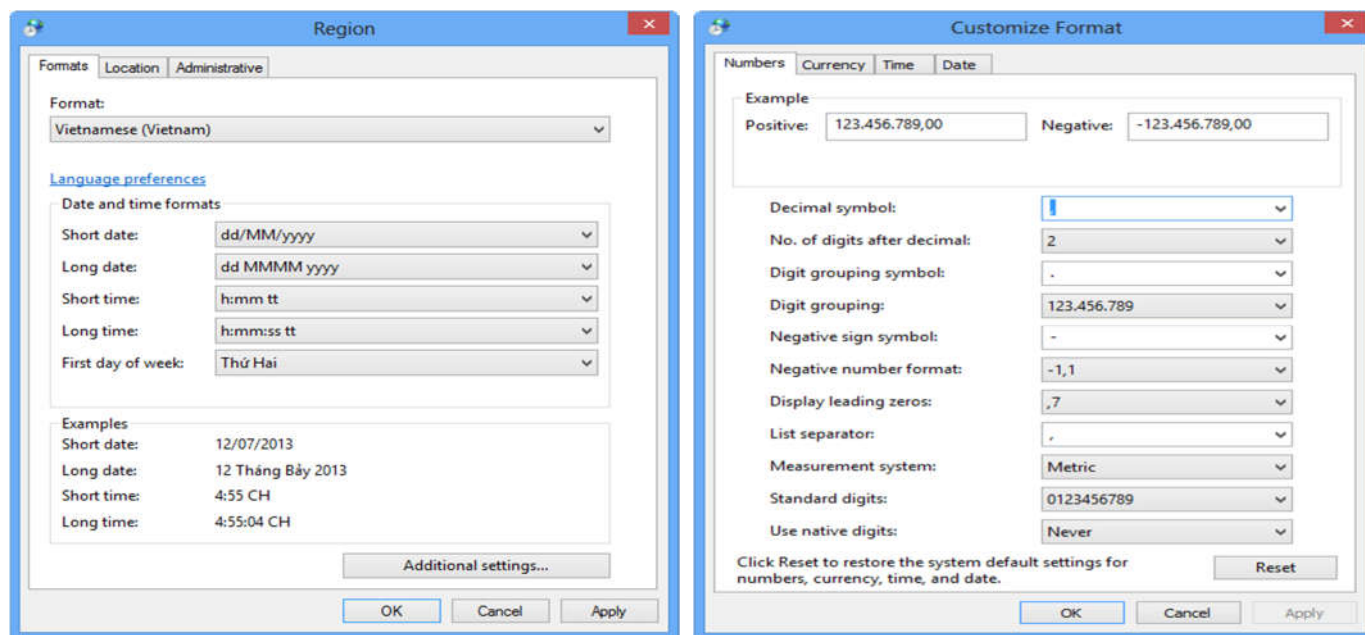 Region
Formats Location Administrative
Format:
Vietnamese (Vietnam)
Language preferences
Date and time formats
Short date: dd/MM/yyyy
Long date: dd MMMM yyyy
Short time: h:mm tt
Long time: h:mm:ss tt
First day of week: Thứ Hai
Examples
Short date: 12/07/2013
Long date: 12 Tháng Bảy 2013
Short time: 4:55 CH
Long time: 4:55:04 CH
Additional settings...
OK Cancel Apply
Customize Format
Numbers Currency Time Date
Example
Positive: 123.456.789,00 Negative: -123.456.789,00
Decimal symbol: ,
No. of digits after decimal: 2
Digit grouping symbol: .
Digit grouping: 123.456.789
Negative sign symbol: -
Negative number format: -1,1
Display leading zeros: ,7
List separator: ,
Measurement system: Metric
Standard digits: 0123456789
Use native digits: Never
Click Reset to restore the system default settings for
numbers, currency, time, and date.
Reset
OK Cancel Apply